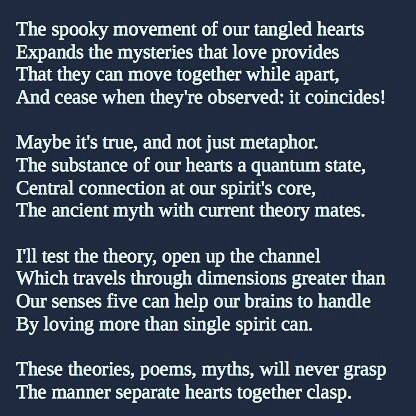 The spooky movement of our tangled hearts
Expands the mysteries that love provides
That they can move together while apart,
And cease when they're observed: it coincides!
Maybe it's true, and not just metaphor.
The substance of our hearts a quantum state,
Central connection at our spirit's core,
The ancient myth with current theory mates.
I'll test the theory, open up the channel
Which travels through dimensions greater than
Our senses five can help our brains to handle
By loving more than single spirit can.
These theories, poems, myths, will never grasp
The manner separate hearts together clasp.